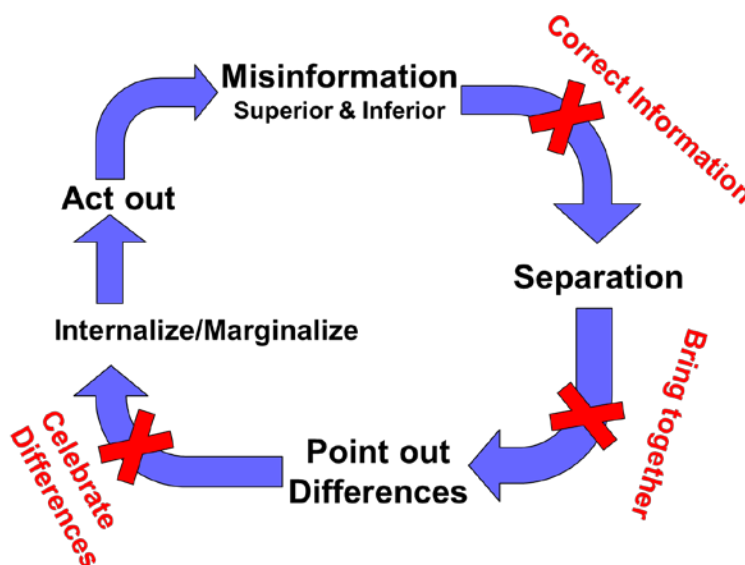 Misinformation
Superior & Inferior
Correct Information
Separation
Bring together
Point out
Differences
Celebrate
Differences
Internalize/Marginalize
Act out